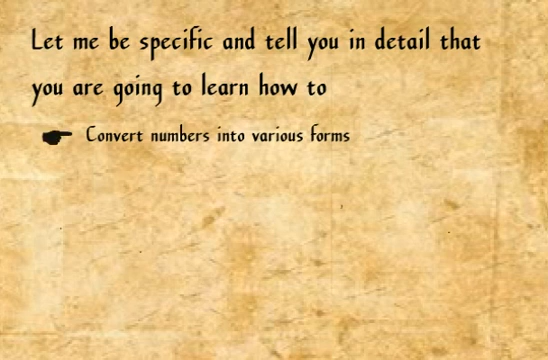 Let me be specific and tell you in detail that
you are going to learn how to
Convert numbers into various forms